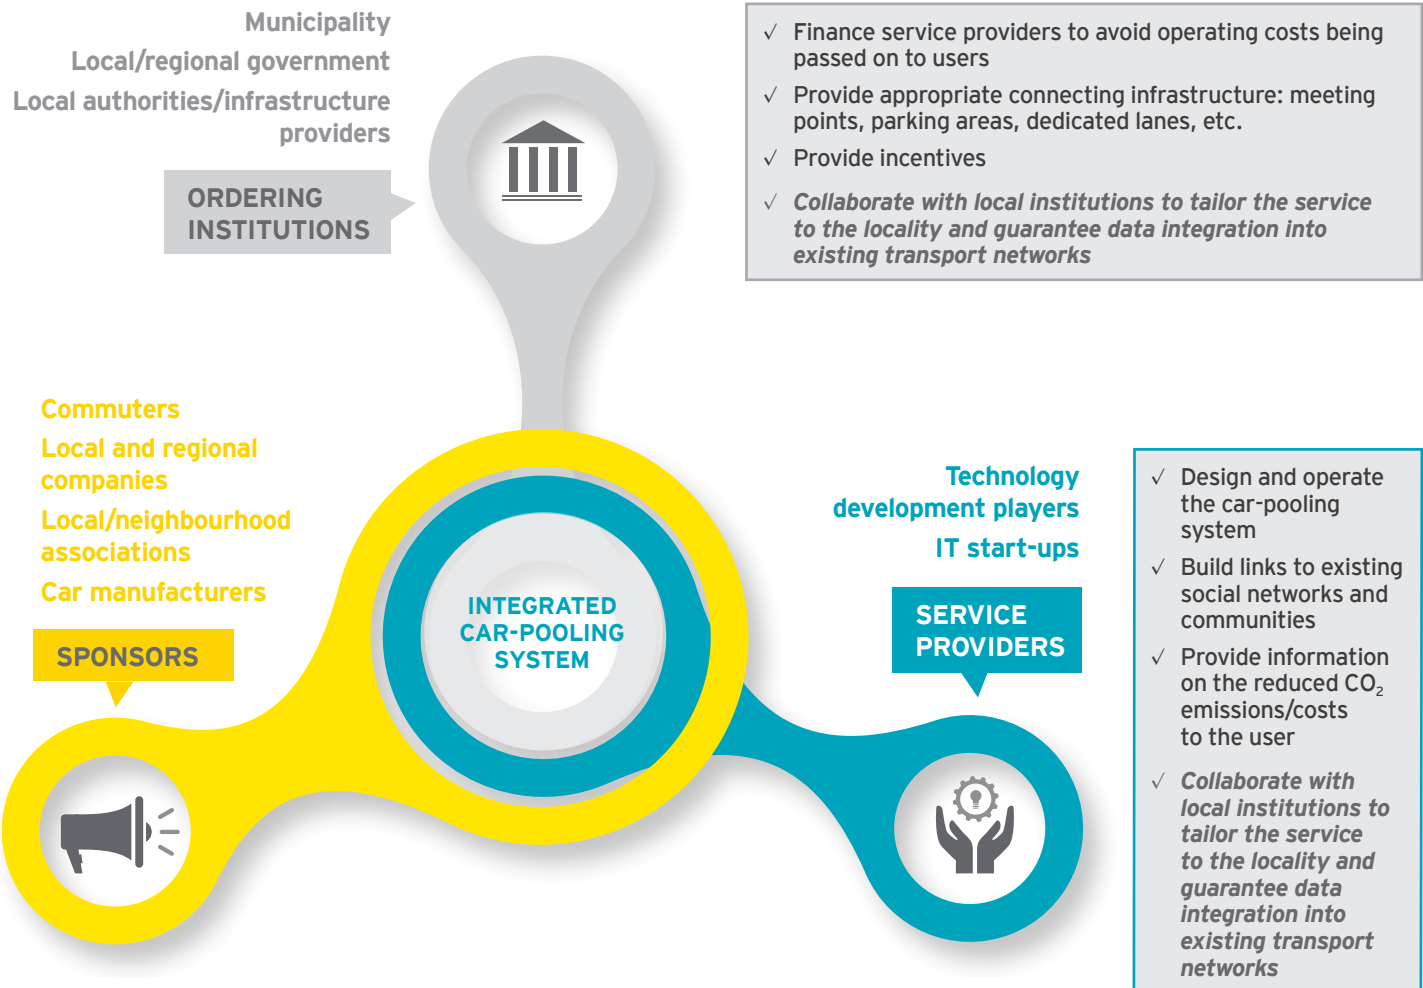 Municipality
Local/regional government
Local authorities/infrastructure
providers
ORDERING
INSTITUTIONS
✓ Finance service providers to avoid operating costs being
passed on to users
✓ Provide appropriate connecting infrastructure: meeting
points, parking areas, dedicated lanes, etc.
✓ Provide incentives
✓ Collaborate with local institutions to tailor the service
to the locality and guarantee data integration into
existing transport networks
Commuters
Local and regional
companies
Local/neighbourhood
associations
Car manufacturers
SPONSORS
INTEGRATED
CAR-POOLING
SYSTEM
Technology
development players
IT start-ups
SERVICE
PROVIDERS
✓ Design and operate
the car-pooling
system
✓ Build links to existing
social networks and
communities
✓ Provide information
on the reduced CO₂
emissions/costs
to the user
✓ Collaborate with
local institutions to
tailor the service
to the locality and
guarantee data
integration into
existing transport
networks